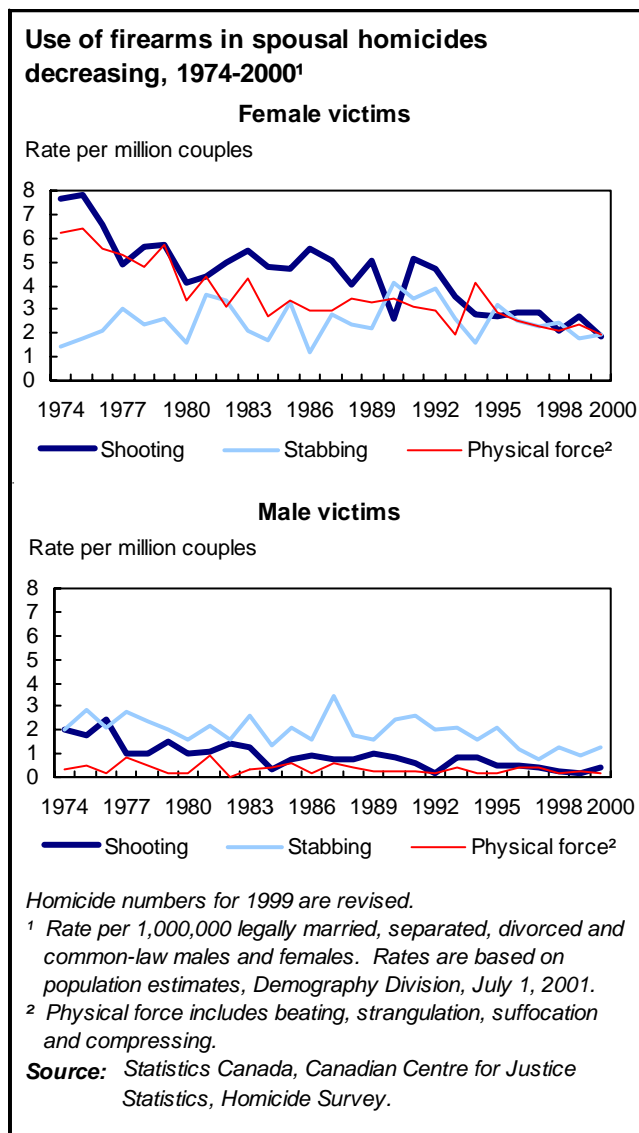 Use of firearms in spousal homicides
decreasing, 1974-2000¹
Female victims
Rate per million couples
8
7
6
5
4
3
2
1
0
1974 1977 1980 1983 1986 1989 1992 1995 1998 2000
Shooting Stabbing Physical force²
Male victims
Rate per million couples
8
7
6
5
4
3
2
1
0
1974 1977 1980 1983 1986 1989 1992 1995 1998 2000
Shooting Stabbing Physical force²
Homicide numbers for 1999 are revised.
¹ Rate per 1,000,000 legally married, separated, divorced and
common-law males and females. Rates are based on
population estimates, Demography Division, July 1, 2001.
² Physical force includes beating, strangulation, suffocation
and compressing.
Source: Statistics Canada, Canadian Centre for Justice
Statistics, Homicide Survey.